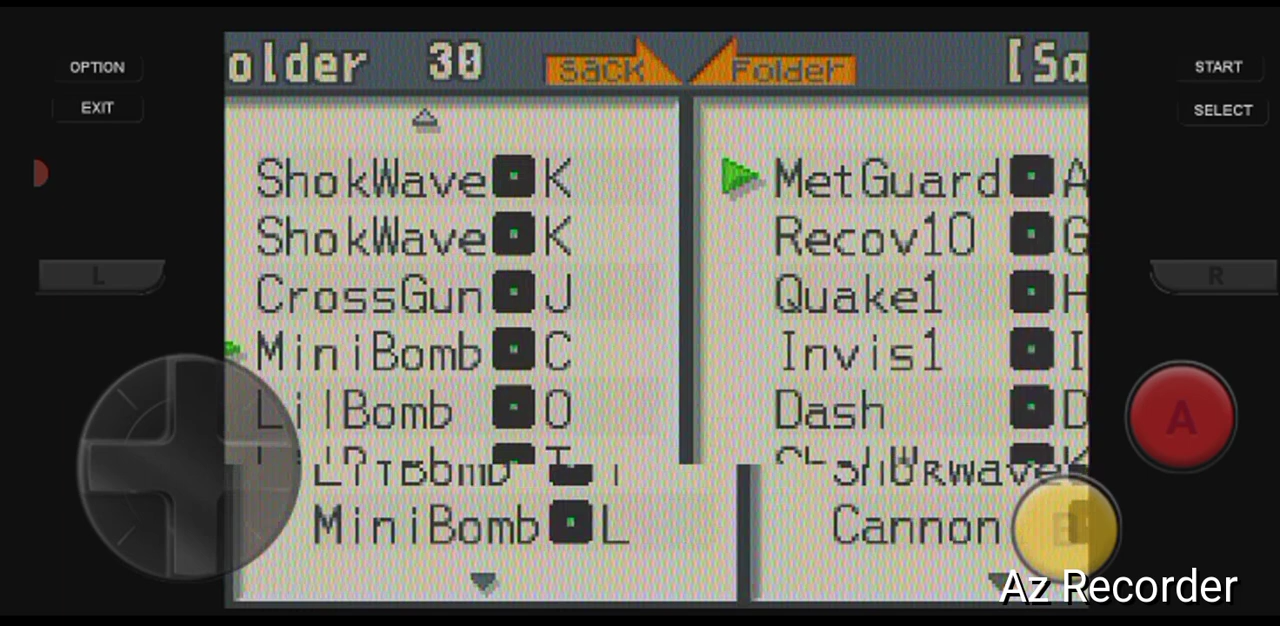 OPTION
EXIT
L
older 30
sack
Folder
[Sa
ShokWave K
ShokWave K
CrossGun J
MiniBomb C
LilBomb O
MiniBomb L
MetGuard A
Recov10 G
Quake1 H
Invis1 I
Dash D
Cannon
START
SELECT
R
A
B
Az Recorder